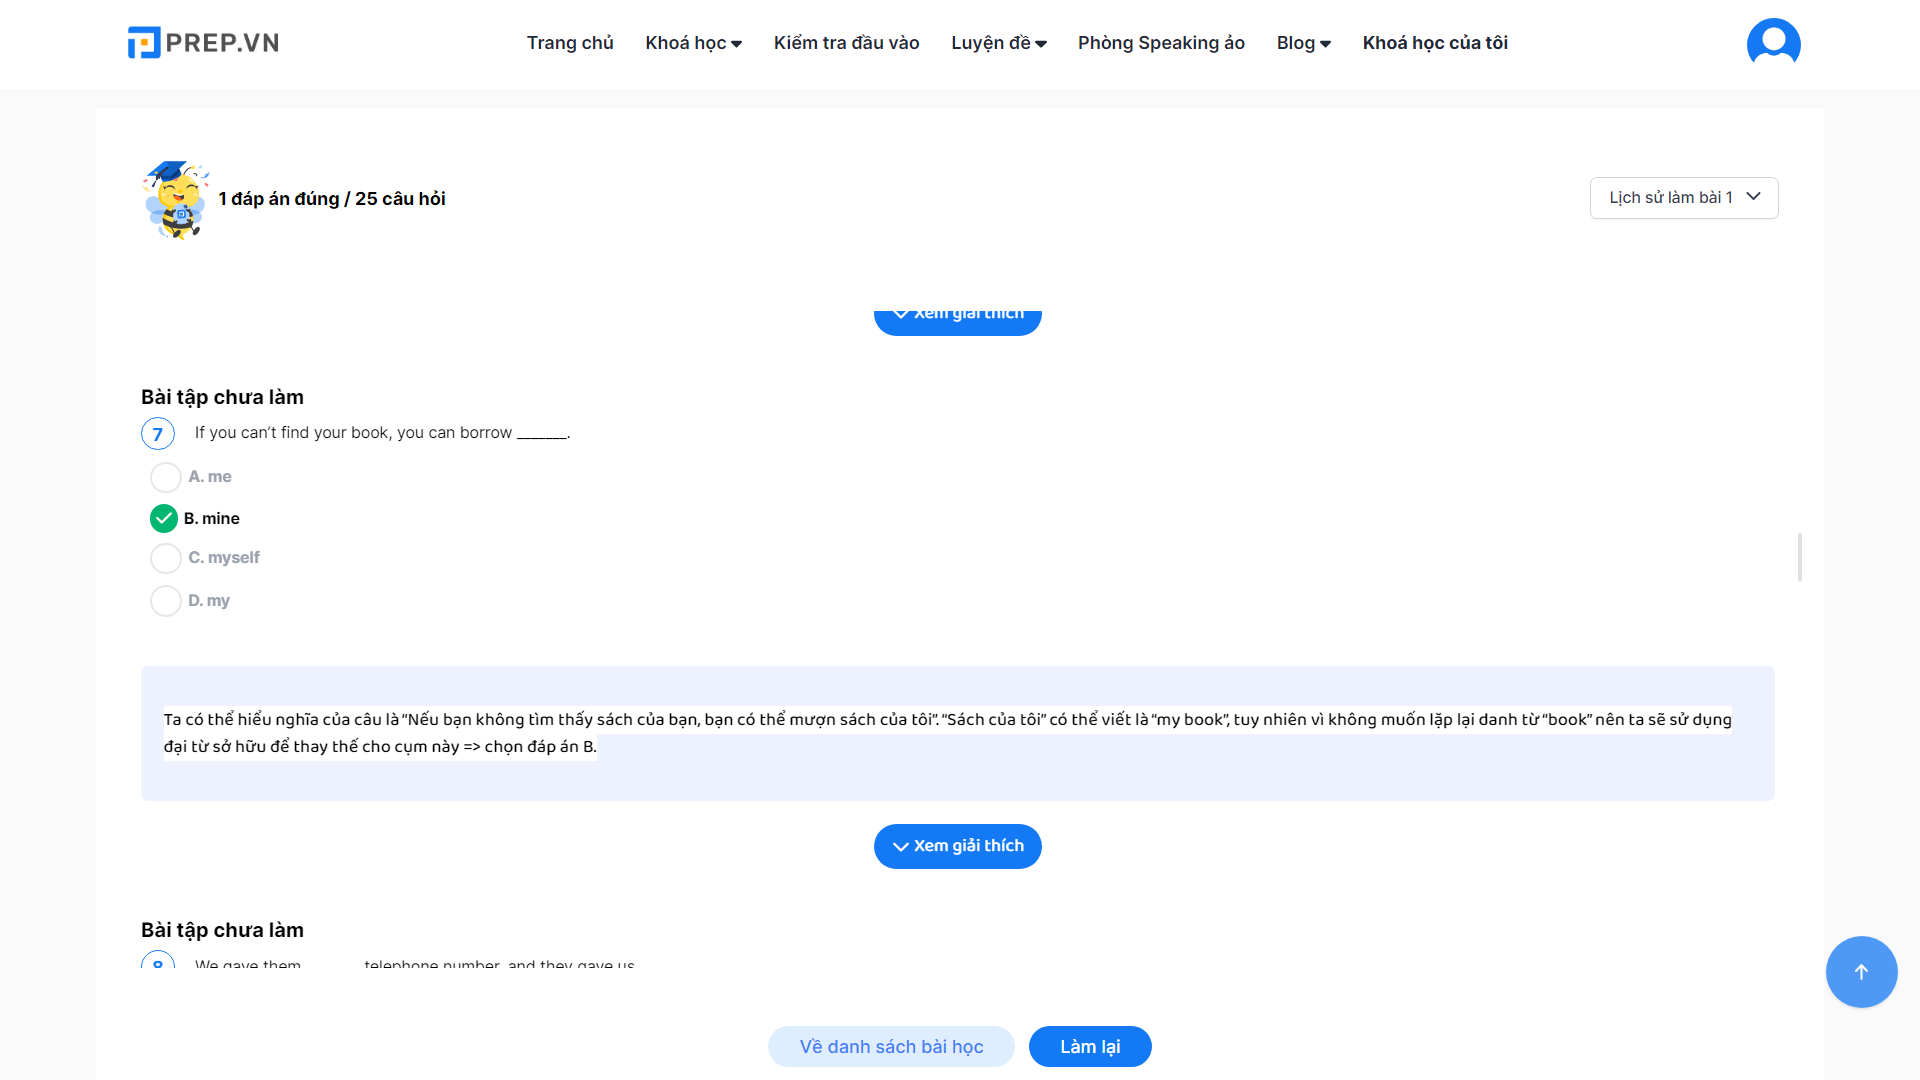 PREP.VN
Trang chủ Khoá học Kiểm tra đầu vào Luyện đề Phòng Speaking ảo Blog Khoá học của tôi
1 đáp án đúng / 25 câu hỏi
Lịch sử làm bài 1
Xem giải thích
Bài tập chưa làm
7 If you can’t find your book, you can borrow _______.
A. me
B. mine
C. myself
D. my
Ta có thể hiểu nghĩa của câu là “Nếu bạn không tìm thấy sách của bạn, bạn có thể mượn sách của tôi”. “Sách của tôi” có thể viết là “my book”, tuy nhiên vì không muốn lặp lại danh từ “book” nên ta sẽ sử dụng
đại từ sở hữu để thay thế cho cụm này => chọn đáp án B.
Xem giải thích
Bài tập chưa làm
8 We gave them telephone number, and they gave us
Về danh sách bài học Làm lại